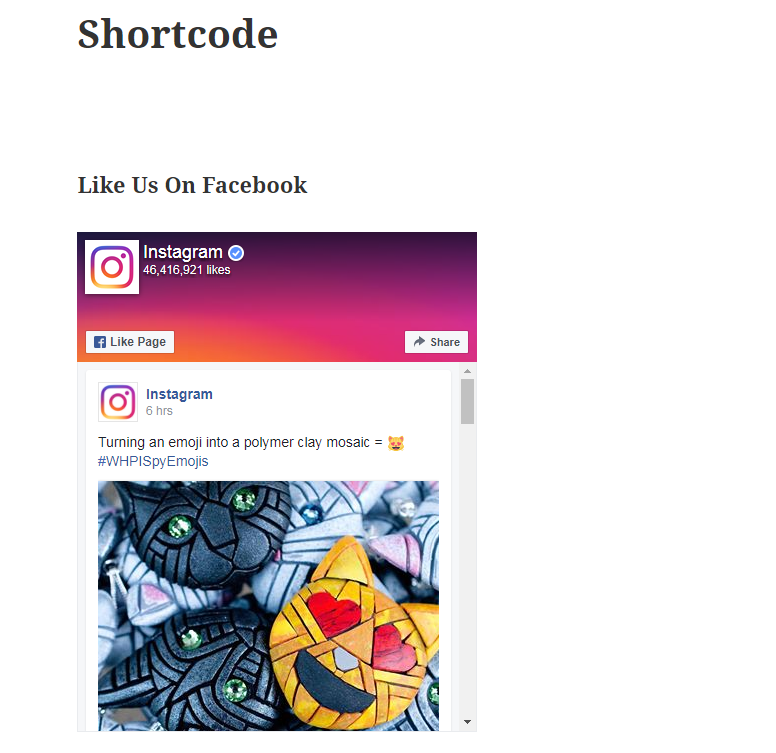 Shortcode
Like Us On Facebook
Instagram
46,416,921 likes
Like Page
Share
Instagram
6 hrs
Turning an emoji into a polymer clay mosaic = 😻
#WHPISpyEmojis